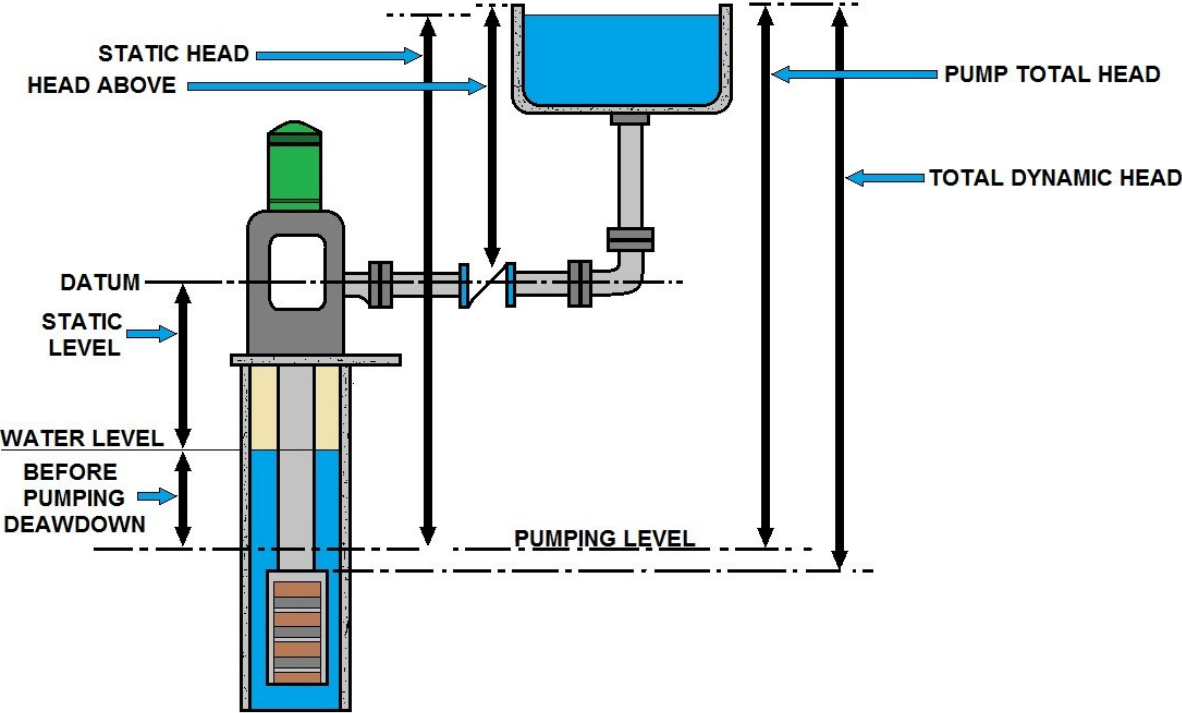 STATIC HEAD
HEAD ABOVE
PUMP TOTAL HEAD
TOTAL DYNAMIC HEAD
DATUM
STATIC
LEVEL
WATER LEVEL
BEFORE
PUMPING
DEAWDOWN
PUMPING LEVEL